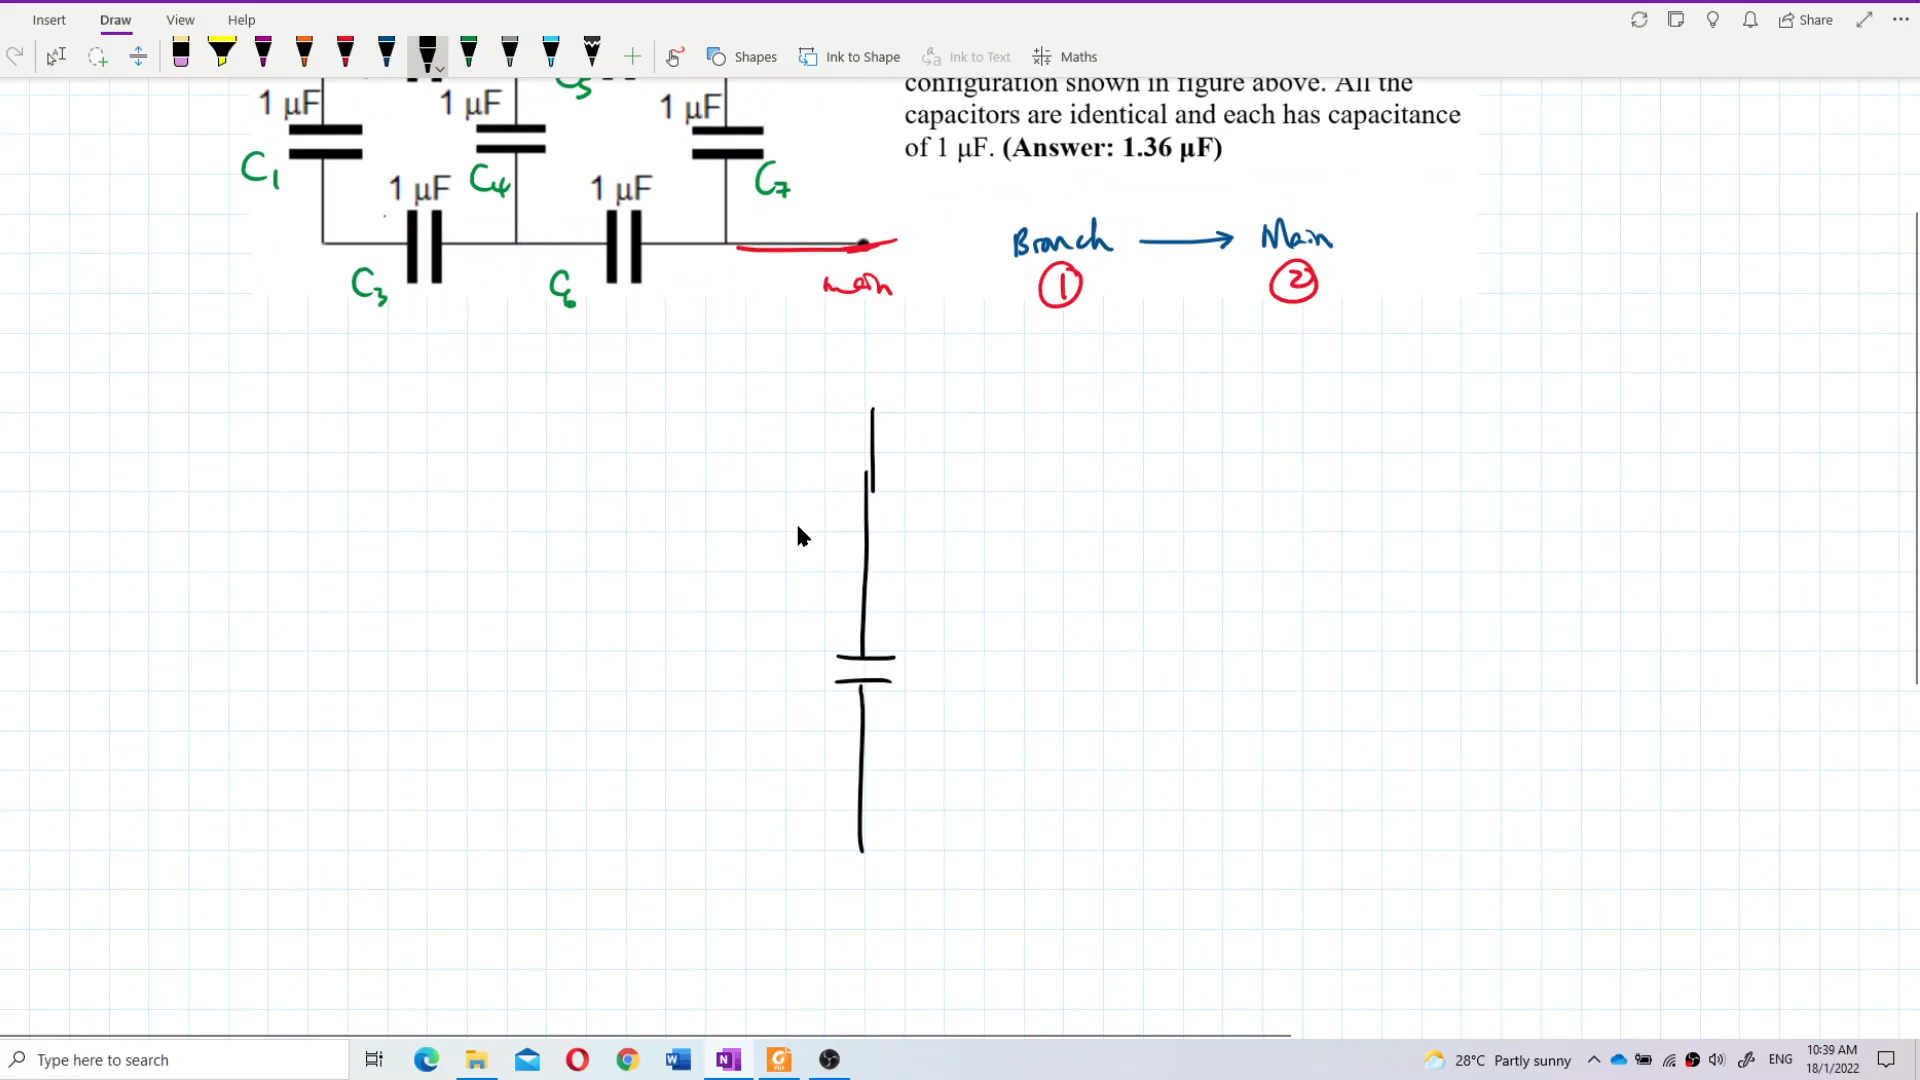 Insert Draw View Help
Share
Shapes Ink to Shape Ink to Text Maths
configuration shown in figure above. All the
capacitors are identical and each has capacitance
of 1 μF. (Answer: 1.36 μF)
1 μF 1 μF C5 1 μF
C1 C4 C7
1 μF 1 μF
C3 C6
main
Branch → Main
① ②
Type here to search
28°C Partly sunny ENG 10:39 AM
18/1/2022